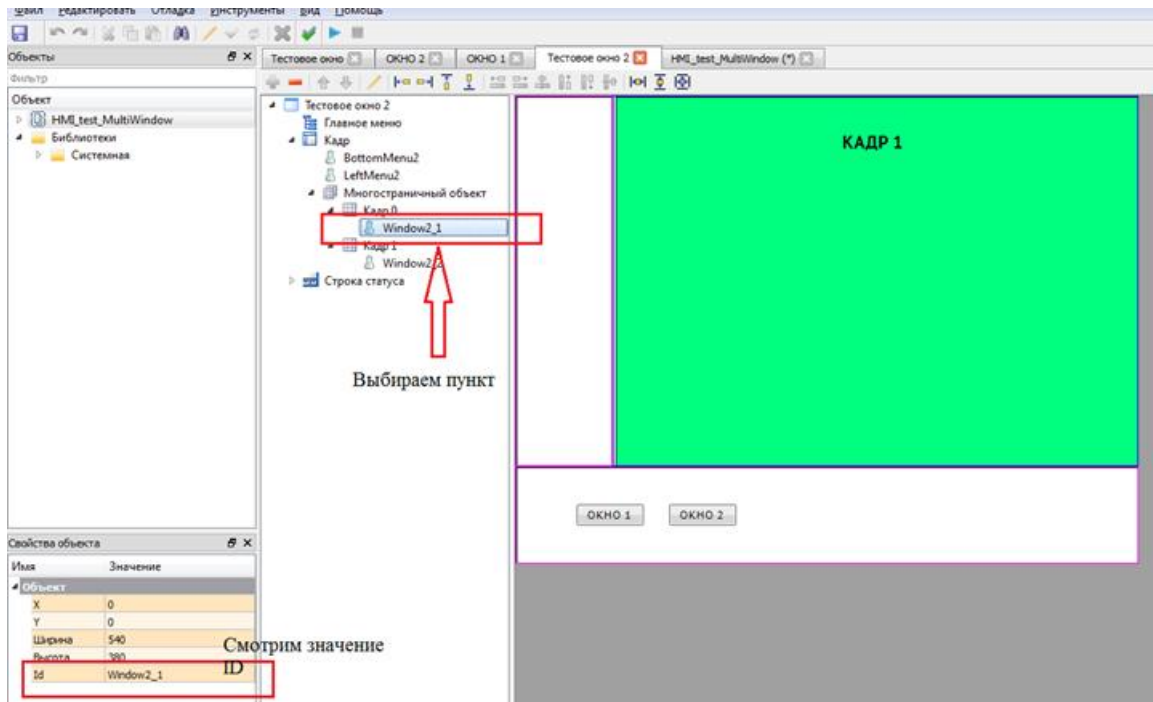 Файл Редактировать Отладка Инструменты Вид Помощь
Объекты
Фильтр
Объект
HMI_test_MultiWindow
Библиотеки
Системная
Тестовое окно ОКНО 2 ОКНО 1 Тестовое окно 2 HMI_test_MultiWindow (*)
Тестовое окно 2
Главное меню
Кадр
BottomMenu2
LeftMenu2
Многостраничный объект
Кадр 0
Window2_1
Кадр 1
Window2_2
Строка статуса
Выбираем пункт
КАДР 1
ОКНО 1 ОКНО 2
Свойства объекта
Имя Значение
Объект
X 0
Y 0
Ширина 540
Высота 380
Id Window2_1
Смотрим значение
ID